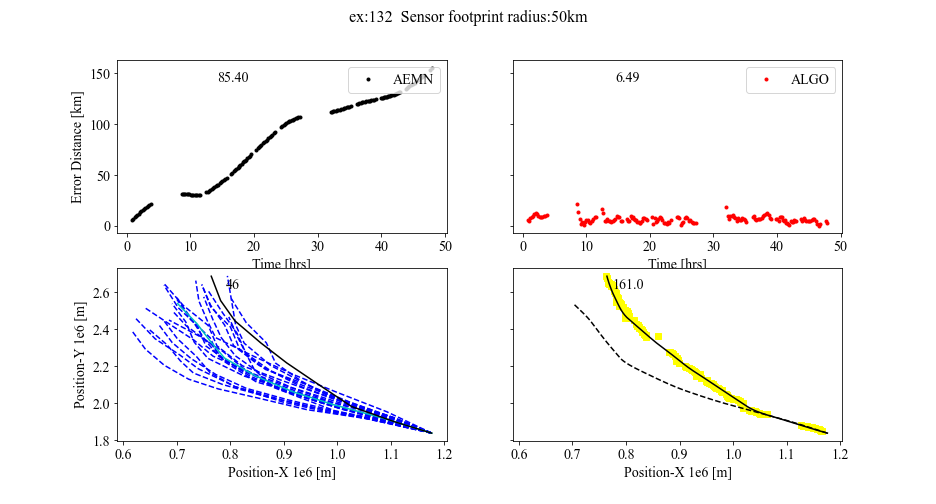 ex:132  Sensor footprint radius:50km
85.40
AEMN
Error Distance [km]
150
100
50
0
0 10 20 30 40 50
Time [hrs]
6.49
ALGO
0 10 20 30 40 50
Time [hrs]
46
Position-Y 1e6 [m]
2.6
2.4
2.2
2.0
1.8
0.6 0.7 0.8 0.9 1.0 1.1 1.2
Position-X 1e6 [m]
161.0
0.6 0.7 0.8 0.9 1.0 1.1 1.2
Position-X 1e6 [m]